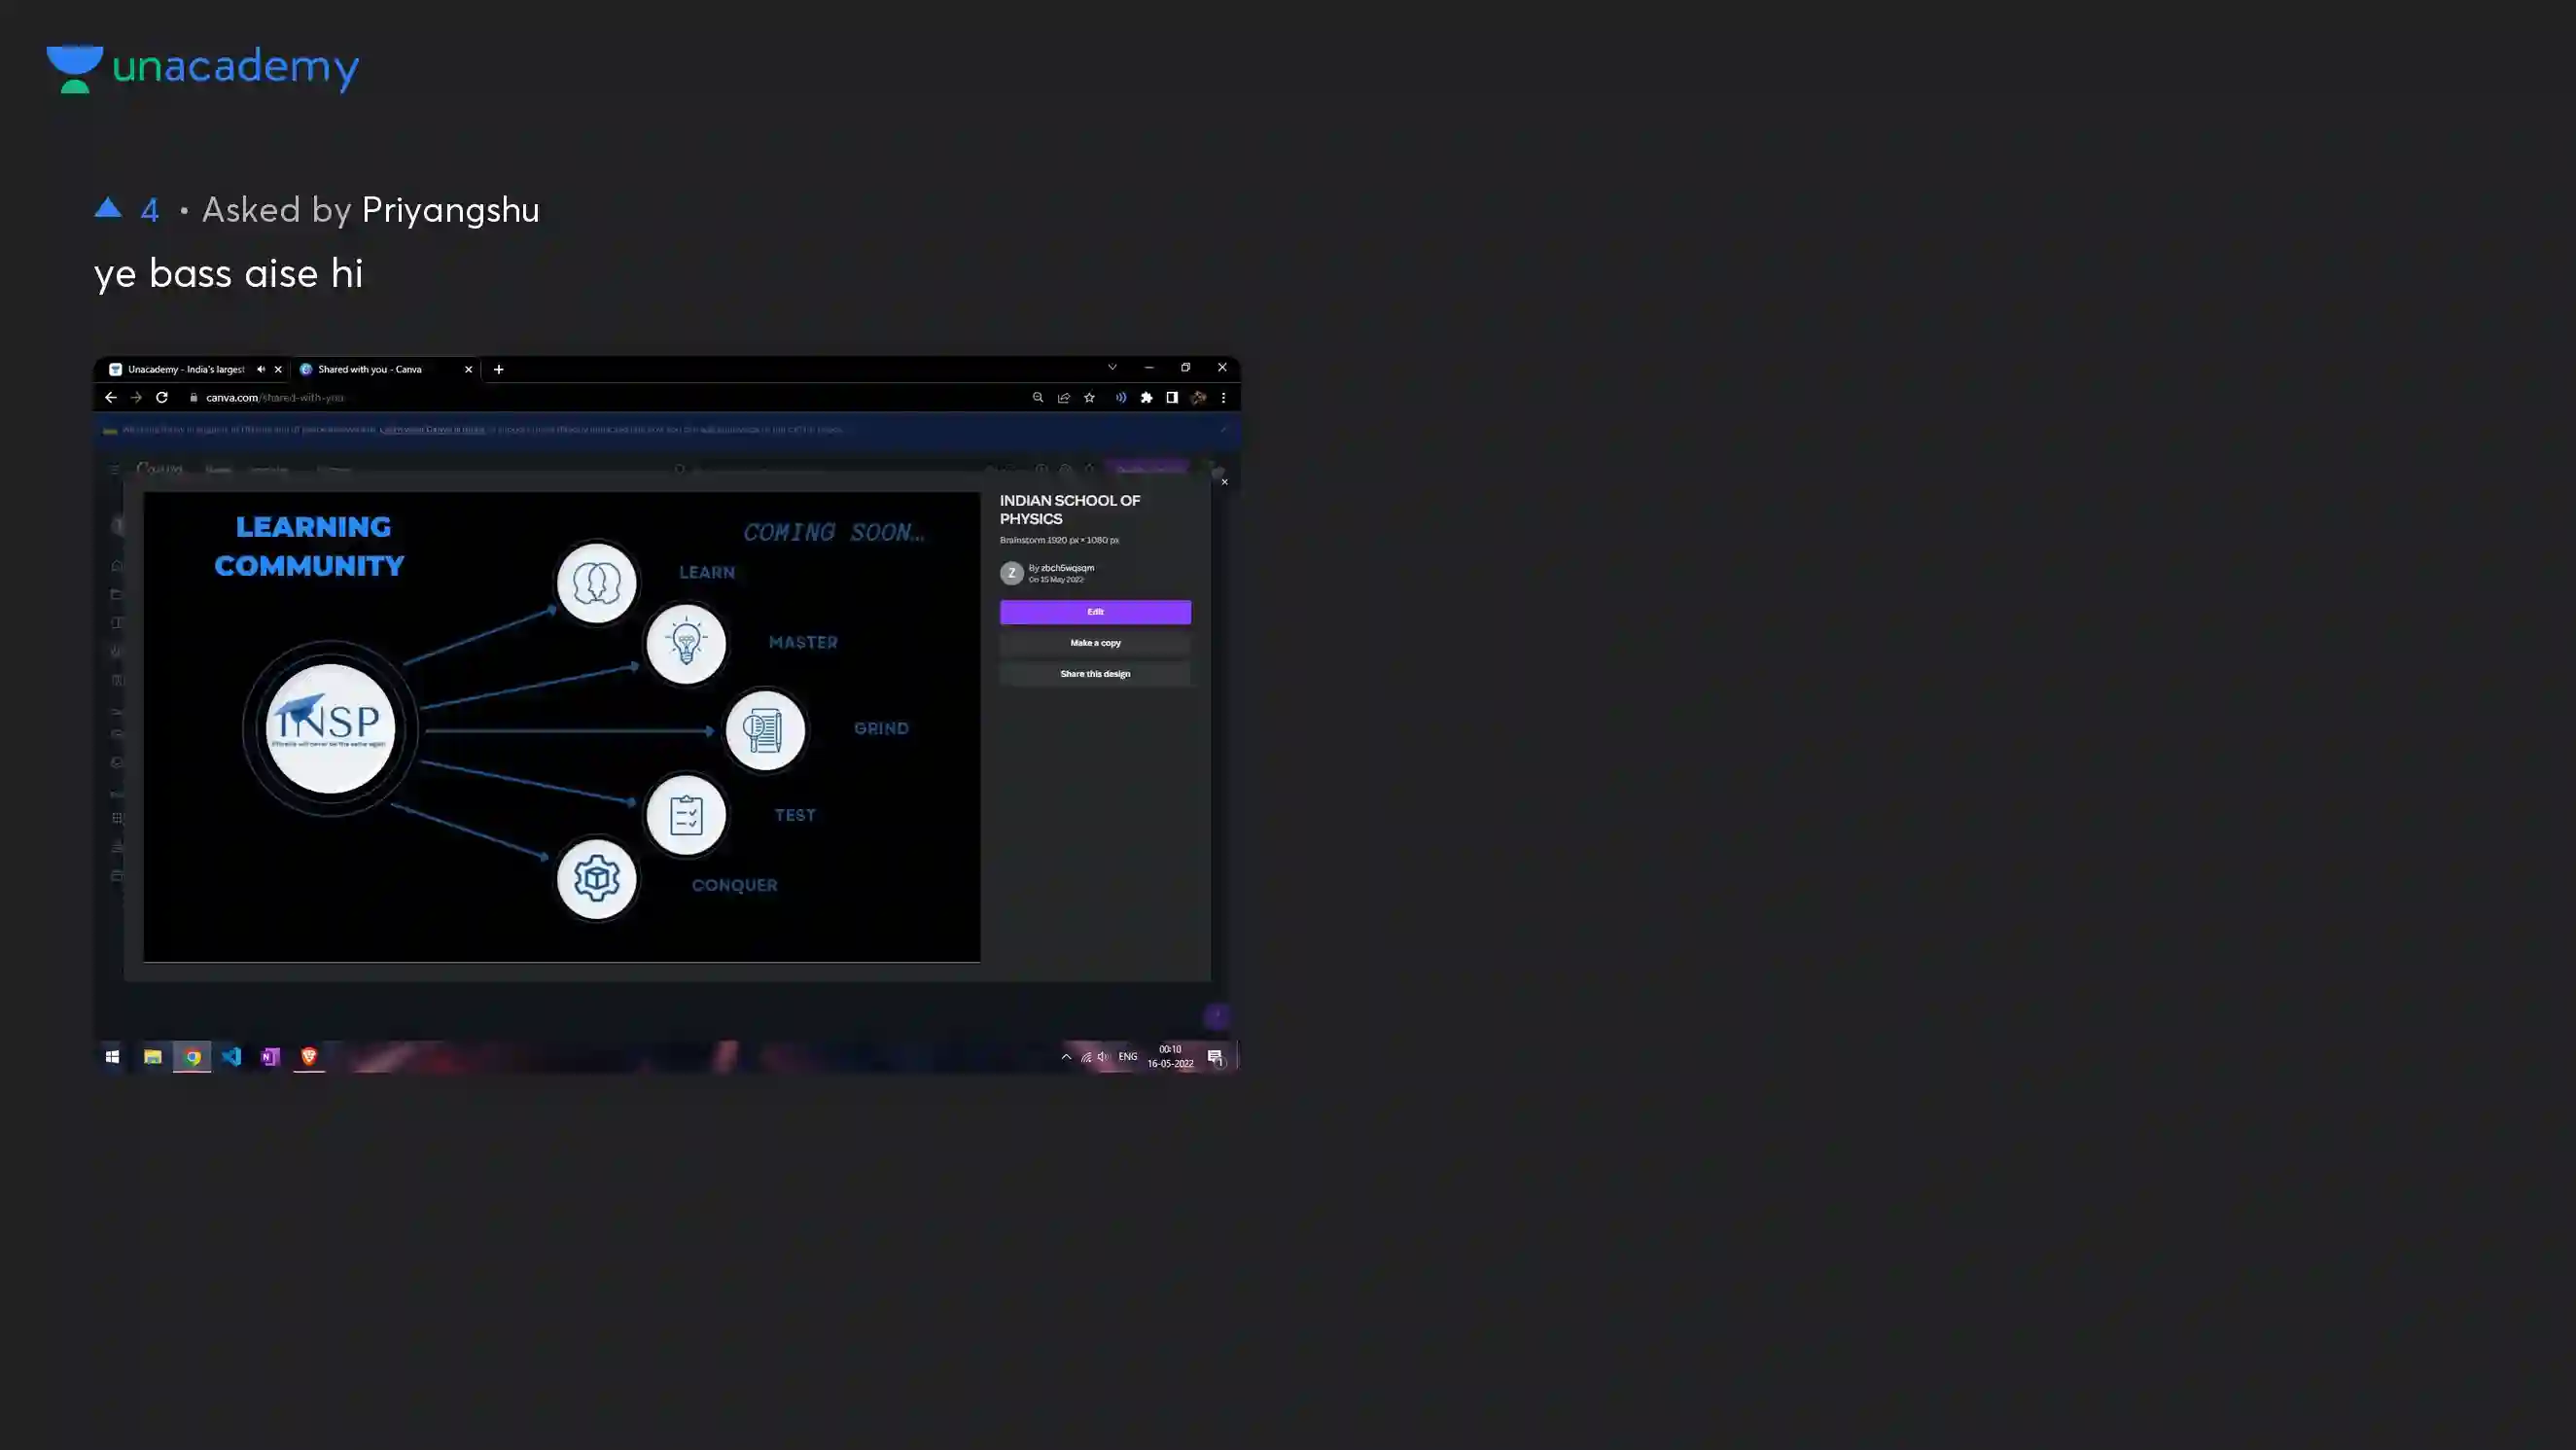 unacademy
4 • Asked by Priyangshu
ye bass aise hi
Unacademy - India's largest
Shared with you - Canva
canva.com/shared-with-you
LEARNING
COMMUNITY
COMING SOON...
LEARN
MASTER
INSP
GRIND
TEST
CONQUER
INDIAN SCHOOL OF
PHYSICS
Brainstorm 1920 px × 1080 px
Z
By zbch5wqsqm
On 15 May 2022
Edit
Make a copy
Share this design
ENG
00:10
16-05-2022
1